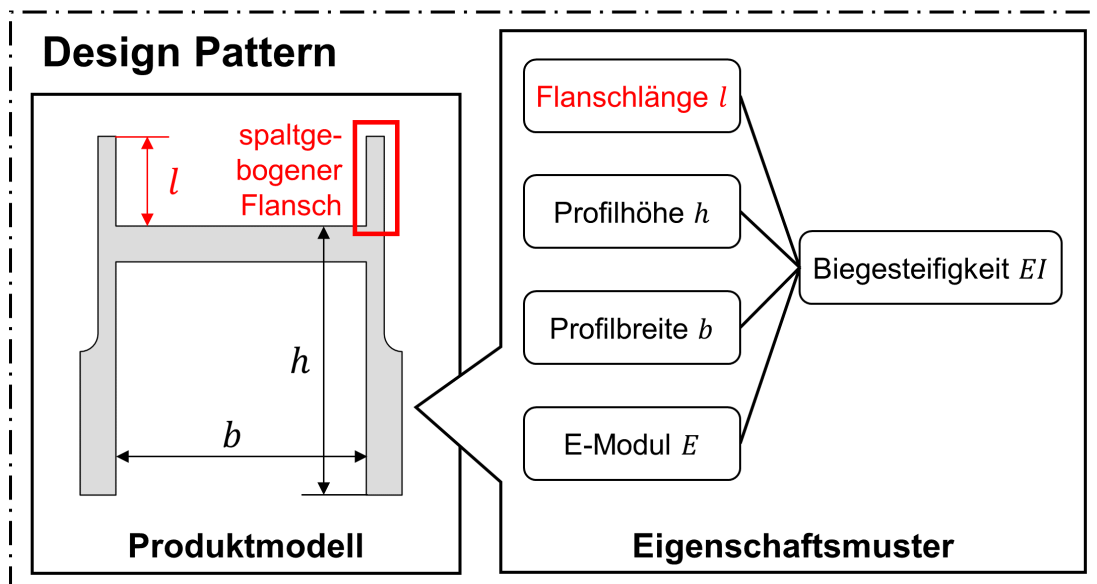 Design Pattern
spaltge-
bogener
Flansch
l
h
b
Produktmodell
Flanschlänge l
Profilhöhe h
Profilbreite b
E-Modul E
Biegesteifigkeit EI
Eigenschaftsmuster